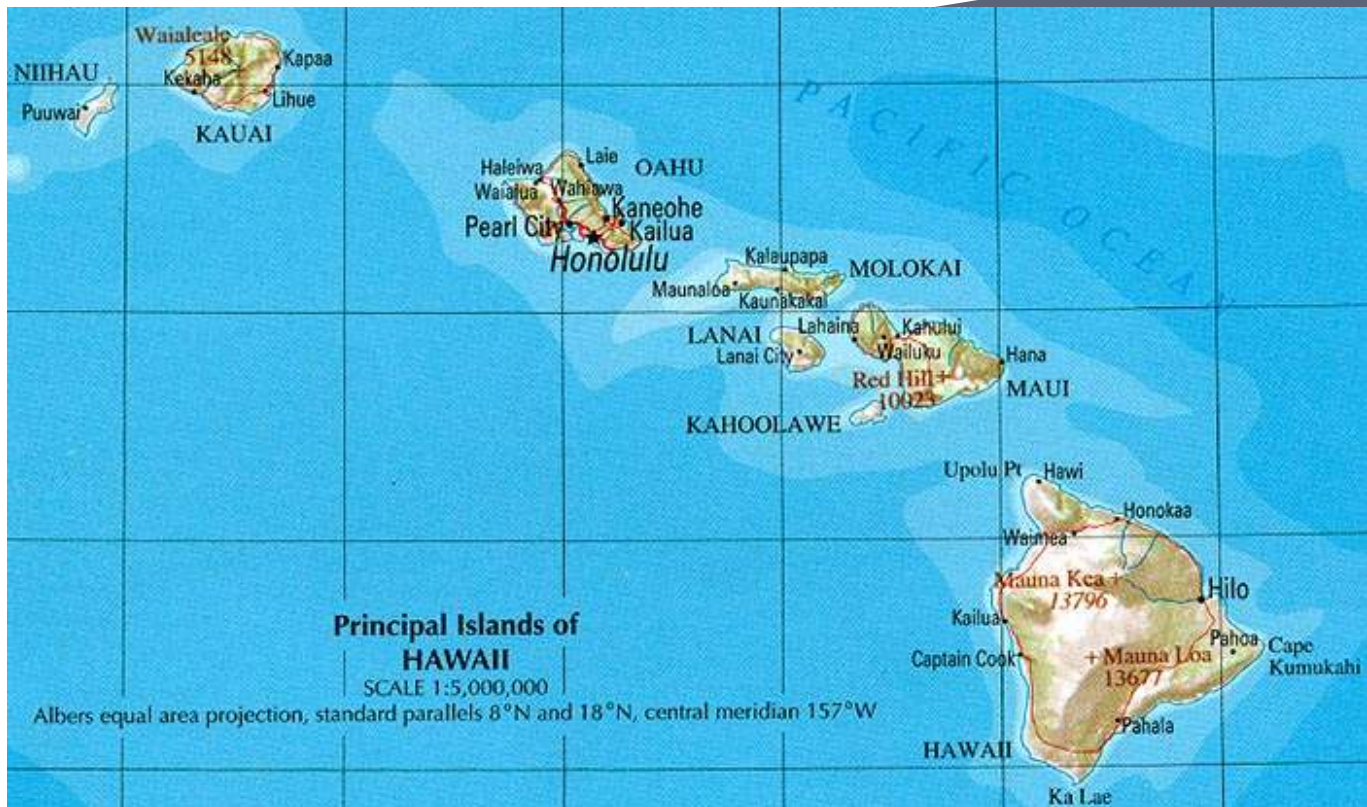 Waialeale
5148
Kapaa
NIIHAU
Kekaha
Lihue
Puuwai
KAUAI
PACIFIC OCEAN
Laie
Haleiwa
OAHU
Waialua
Wahiawa
Kaneohe
Pearl City
Kailua
Honolulu
Kalaupapa
MOLOKAI
Maunaloa
Kaunakakai
LANAI
Lahaina
Kahului
Lanai City
Wailuku
Hana
Red Hill
10023
MAUI
KAHOOLAWE
Upolu Pt
Hawi
Honokaa
Waimea
Mauna Kea
13796
Hilo
Kailua
Pahoa
Cape
Kumukahi
Captain Cook
Mauna Loa
13677
Pahala
HAWAII
Ka Lae
Principal Islands of
HAWAII
SCALE 1:5,000,000
Albers equal area projection, standard parallels 8°N and 18°N, central meridian 157°W